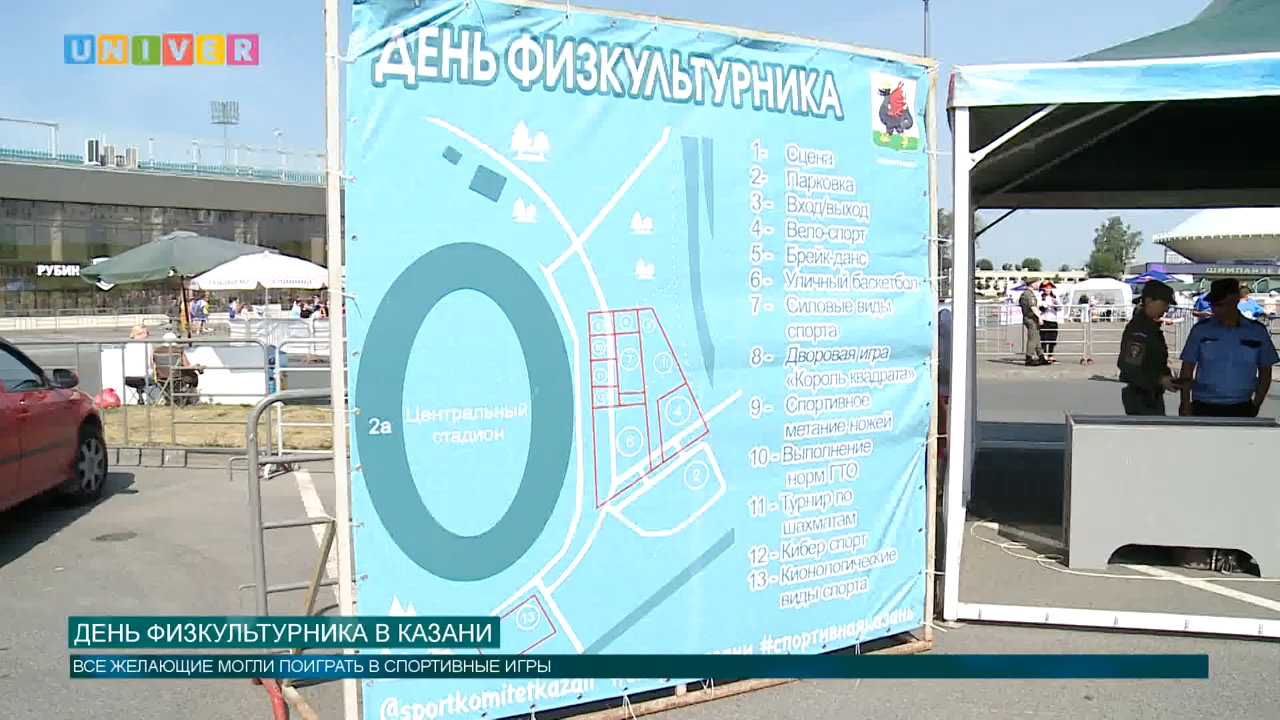 UNIVER
ДЕНЬ ФИЗКУЛЬТУРНИКА
1- Сцена
2- Парковка
3 - Вход/выход
4 - Вело-спорт
5 - Брейк-данс
6 - Уличный баскетбол
7 - Силовые виды
спорта
8 - Дворовая игра
«Король квадрата»
9 - Спортивное
метание ножей
10 - Выполнение
норм ГТО
11 - Турнир по
шахматам
12 - Кибер спорт
13 - Кионологические
виды спорта
2а
Центральный
стадион
7
1
4
6
2
13
РУБИН
ШИМПАНЗЕ
#спортивнаяказань
@sportkomitetkazan
ДЕНЬ ФИЗКУЛЬТУРНИКА В КАЗАНИ
ВСЕ ЖЕЛАЮЩИЕ МОГЛИ ПОИГРАТЬ В СПОРТИВНЫЕ ИГРЫ